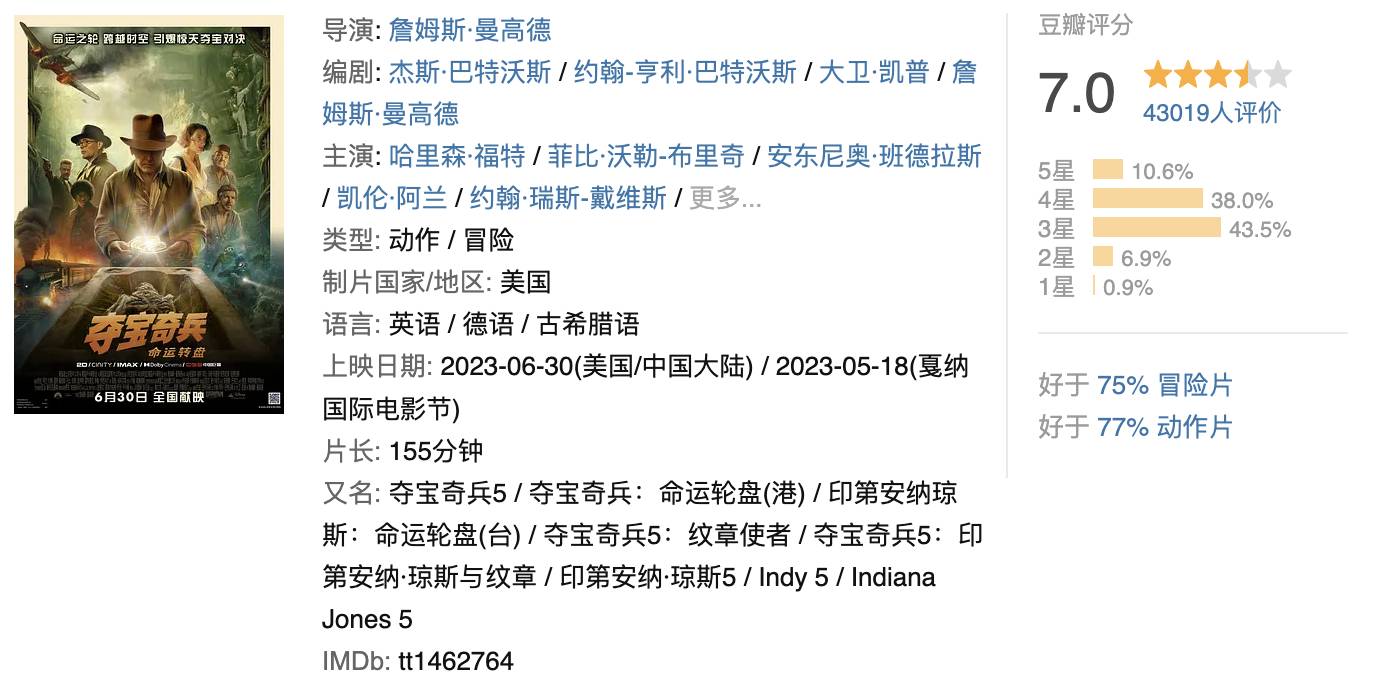 命运之轮 跨越时空 引爆惊天夺宝对决
夺宝奇兵
命运转盘
2D / CINITY / IMAX / Dolby Cinema /
6月30日 全国献映
导演: 詹姆斯·曼高德
编剧: 杰斯·巴特沃斯 / 约翰-亨利·巴特沃斯 / 大卫·凯普 / 詹
姆斯·曼高德
主演: 哈里森·福特 / 菲比·沃勒-布里奇 / 安东尼奥·班德拉斯
/ 凯伦·阿兰 / 约翰·瑞斯-戴维斯 / 更多...
类型: 动作 / 冒险
制片国家/地区: 美国
语言: 英语 / 德语 / 古希腊语
上映日期: 2023-06-30(美国/中国大陆) / 2023-05-18(戛纳
国际电影节)
片长: 155分钟
又名: 夺宝奇兵5 / 夺宝奇兵：命运轮盘(港) / 印第安纳琼
斯：命运轮盘(台) / 夺宝奇兵5：纹章使者 / 夺宝奇兵5：印
第安纳·琼斯与纹章 / 印第安纳·琼斯5 / Indy 5 / Indiana
Jones 5
IMDb: tt1462764
豆瓣评分
7.0
43019人评价
5星 10.6%
4星 38.0%
3星 43.5%
2星 6.9%
1星 0.9%
好于 75% 冒险片
好于 77% 动作片